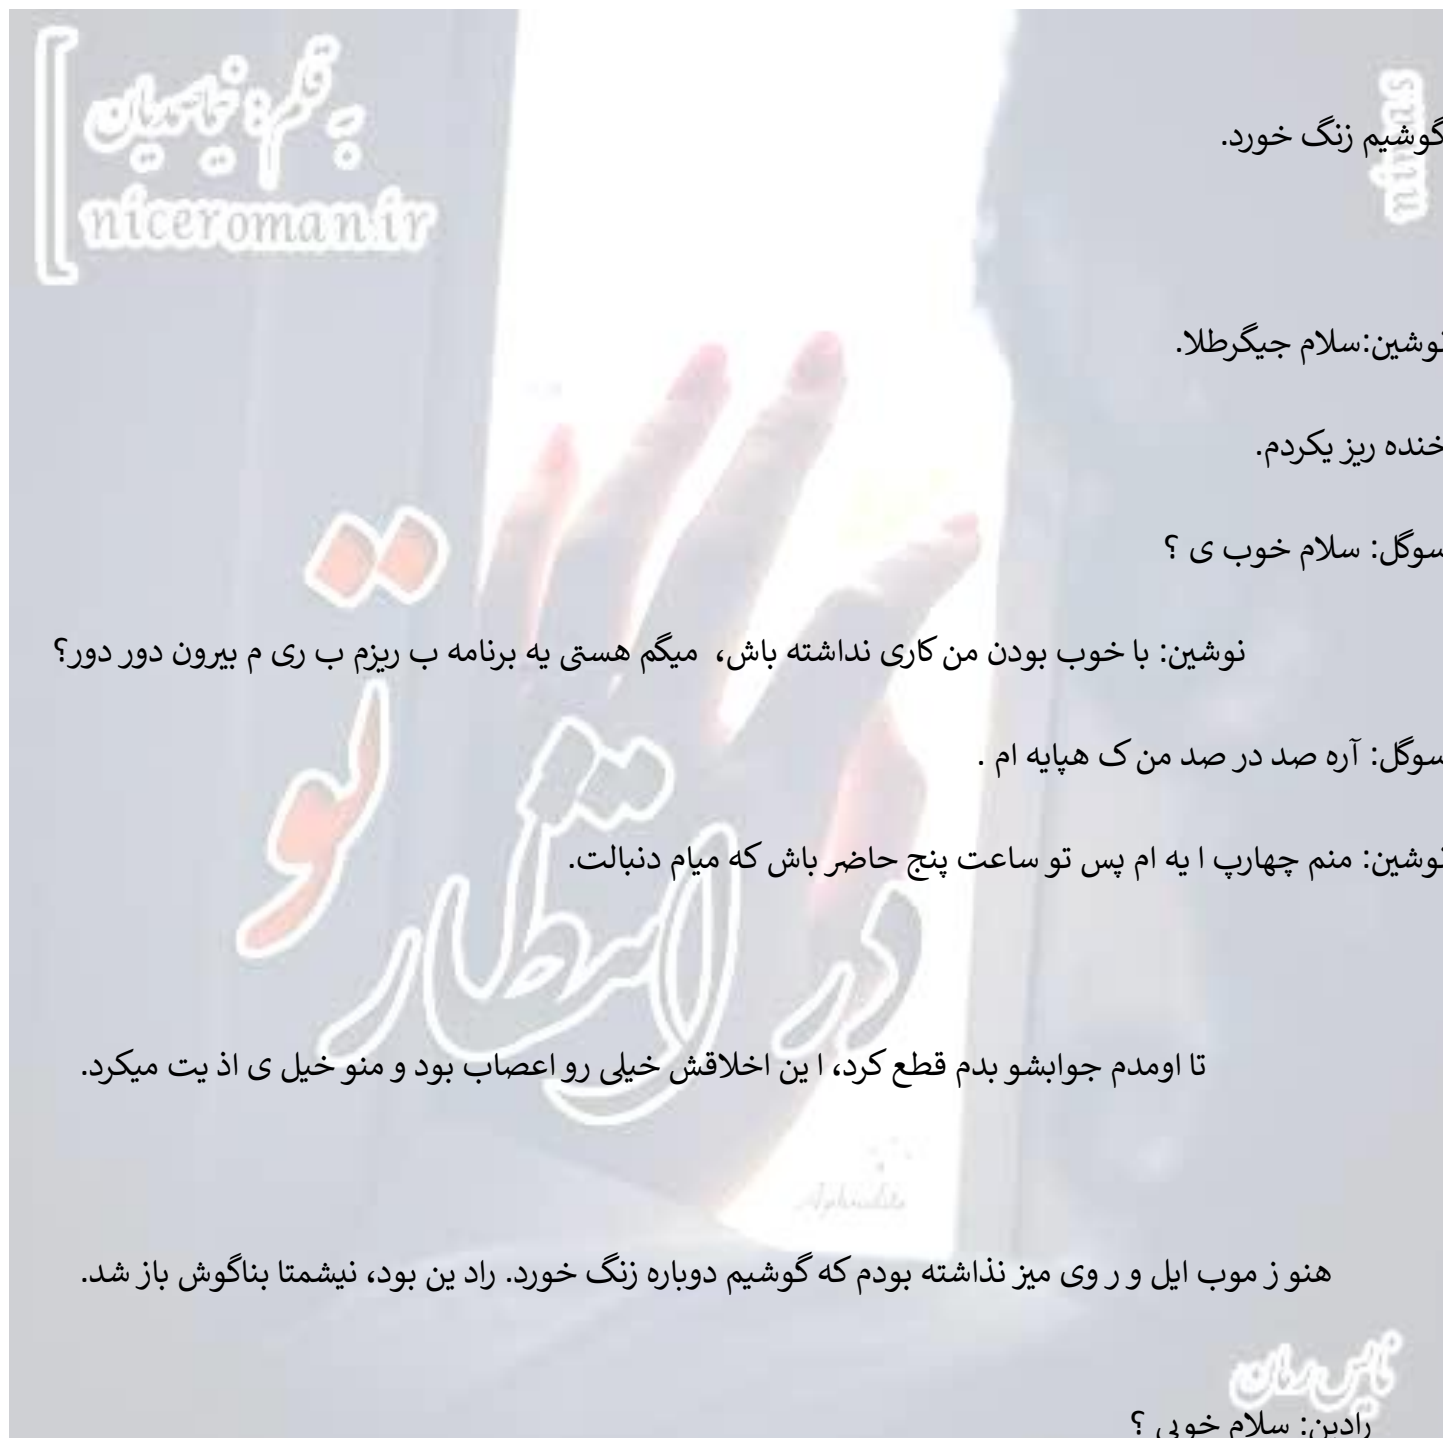 niceroman.ir
گوشیم زنگ خورد.
نوشین:سلام جیگرطلا.
خنده ریز یکردم.
سوگل: سلام خوب ی ؟
نوشین: با خوب بودن من کاری نداشته باش، میگم هستی یه برنامه ب ریزم ب ری م بیرون دور دور؟
سوگل: آره صد در صد من ک هپایه ام .
نوشین: منم چهارپ ا یه ام پس تو ساعت پنج حاضر باش که میام دنبالت.
در انتظار تو
تا اومدم جوابشو بدم قطع کرد، ا ین اخلاقش خیلی رو اعصاب بود و منو خیل ی اذ یت میکرد.
Aphrodite
هنو ز موب ایل و ر وی میز نذاشته بودم که گوشیم دوباره زنگ خورد. راد ین بود، نیشمتا بناگوش باز شد.
نایس رمان
رادین: سلام خوبی ؟